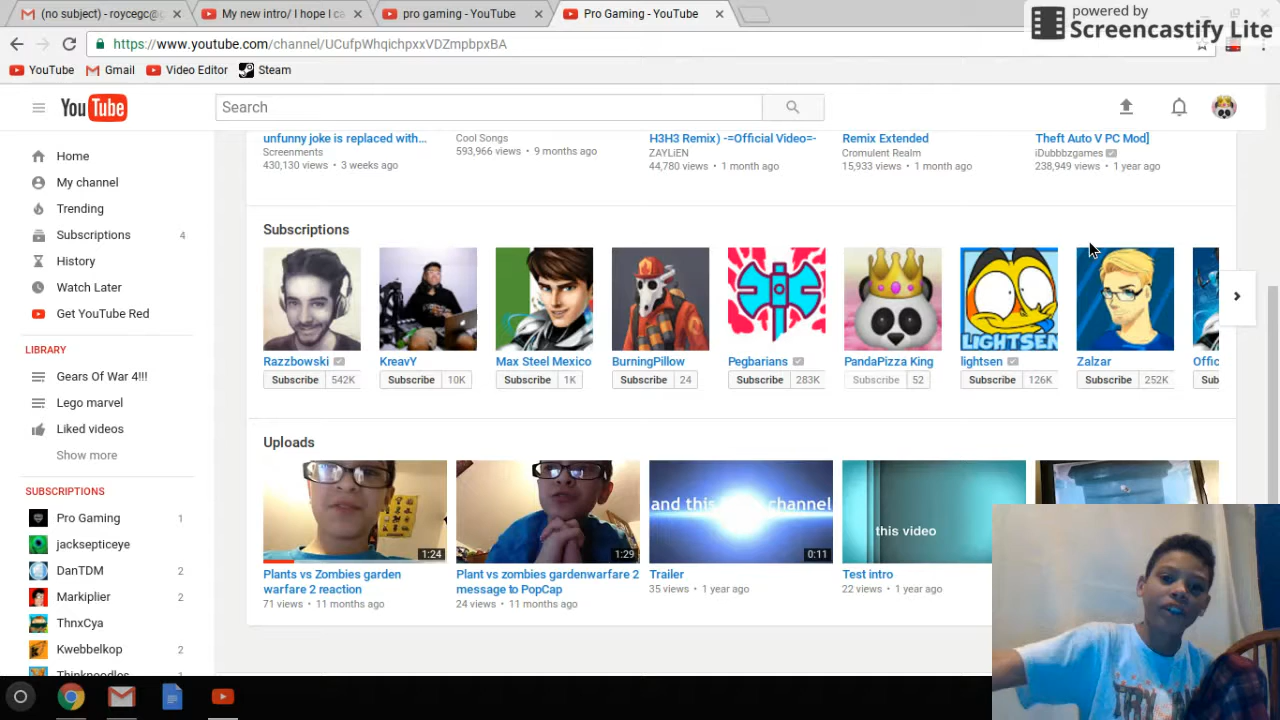 (no subject) - roycegc@
My new intro/ I hope I ca
pro gaming - YouTube
Pro Gaming - YouTube
powered by
Screencastify Lite
https://www.youtube.com/channel/UCufpWhqichpxxVDZmpbpxBA
YouTube
Gmail
Video Editor
Steam
YouTube
Search
Home
My channel
Trending
Subscriptions 4
History
Watch Later
Get YouTube Red
LIBRARY
Gears Of War 4!!!
Lego marvel
Liked videos
Show more
SUBSCRIPTIONS
Pro Gaming 1
jacksepticeye
DanTDM 2
Markiplier 2
ThnxCya
Kwebbelkop 2
Thinknoodles
unfunny joke is replaced with...
Screenments
430,130 views • 3 weeks ago
Cool Songs
593,966 views • 9 months ago
H3H3 Remix) -=Official Video=-
ZAYLiEN
44,780 views • 1 month ago
Remix Extended
Cromulent Realm
15,933 views • 1 month ago
Theft Auto V PC Mod]
iDubbbzgames
238,949 views • 1 year ago
Subscriptions
LIGHTSEN
Razzbowski
Subscribe 542K
KreavY
Subscribe 10K
Max Steel Mexico
Subscribe 1K
BurningPillow
Subscribe 24
Pegbarians
Subscribe 283K
PandaPizza King
Subscribe 52
lightsen
Subscribe 126K
Zalzar
Subscribe 252K
Offic
Sub
Uploads
1:24
Plants vs Zombies garden
warfare 2 reaction
71 views • 11 months ago
1:29
Plant vs zombies gardenwarfare 2
message to PopCap
24 views • 11 months ago
and this channel
0:11
Trailer
35 views • 1 year ago
this video
Test intro
22 views • 1 year ago